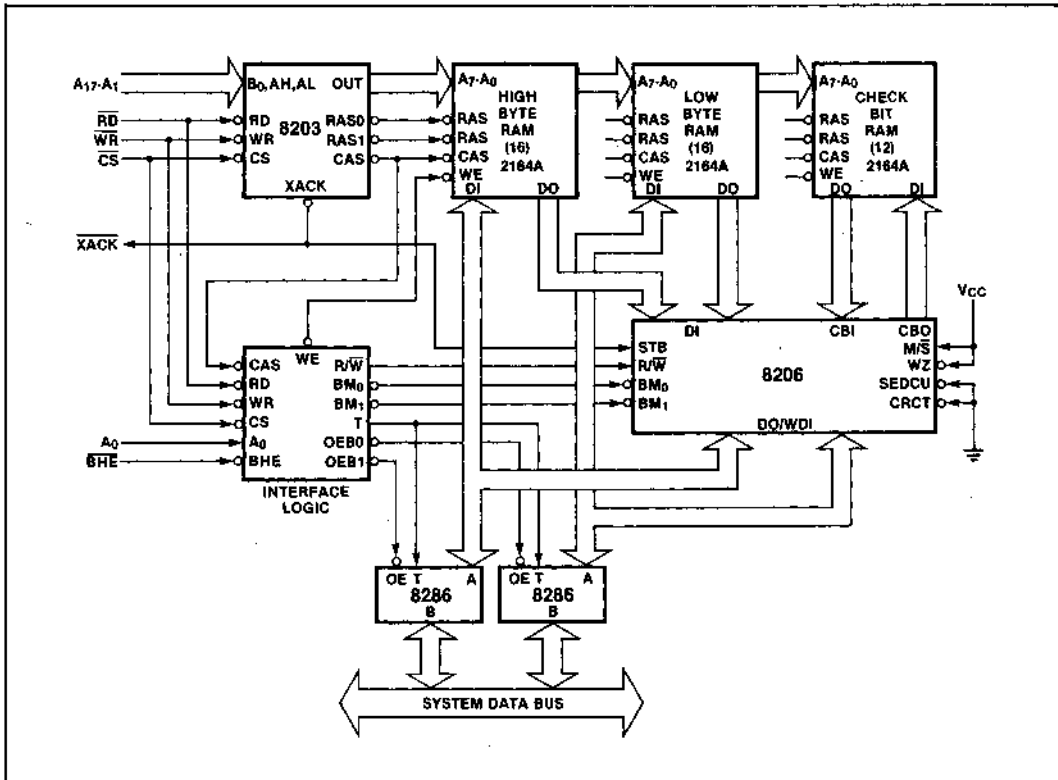 A17-A1
RD
WR
CS
B0,AH,AL OUT
RD RAS0
8203
WR RAS1
CS CAS
XACK
A7-A0
HIGH
BYTE
RAM
(16)
2164A
RAS
RAS
CAS
WE
DI DO
A7-A0
LOW
BYTE
RAM
(16)
2164A
RAS
RAS
CAS
WE
DI DO
A7-A0
CHECK
BIT
RAM
(12)
2164A
RAS
RAS
CAS
WE
DO DI
XACK
VCC
WE
CAS R/W
RD BM0
WR BM1
CS T
A0 OEB0
BHE OEB1
A0
BHE
INTERFACE
LOGIC
DI CBI CBO
STB M/S
R/W WZ
8206
BM0 SEDCU
BM1 CRCT
DO/WDI
OE T A
8286
B
OE T A
8286
B
SYSTEM DATA BUS